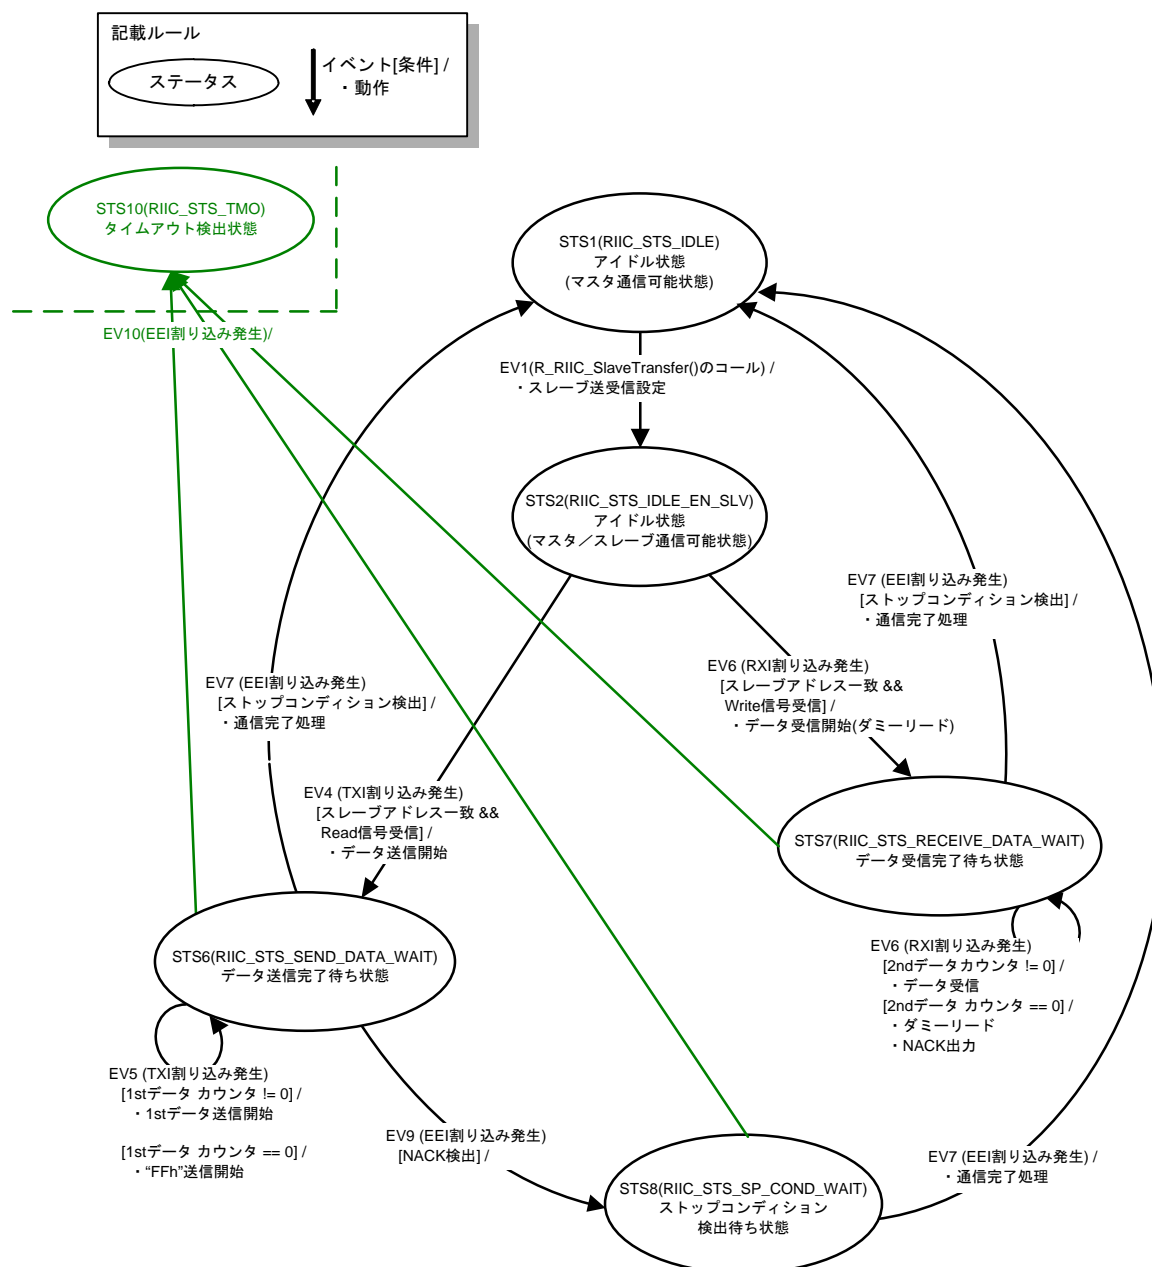 記載ルール
ステータス
イベント[条件] /
・動作
STS10(RIIC_STS_TMO)
タイムアウト検出状態
EV10(EEI割り込み発生)/
STS1(RIIC_STS_IDLE)
アイドル状態
(マスタ通信可能状態)
EV1(R_RIIC_SlaveTransfer()のコール) /
・スレーブ送受信設定
STS2(RIIC_STS_IDLE_EN_SLV)
アイドル状態
(マスタ／スレーブ通信可能状態)
EV7 (EEI割り込み発生)
[ストップコンディション検出] /
・通信完了処理
EV6 (RXI割り込み発生)
[スレーブアドレス一致 &&
Write信号受信] /
・データ受信開始(ダミーリード)
EV7 (EEI割り込み発生)
[ストップコンディション検出] /
・通信完了処理
EV4 (TXI割り込み発生)
[スレーブアドレス一致 &&
Read信号受信] /
・データ送信開始
STS7(RIIC_STS_RECEIVE_DATA_WAIT)
データ受信完了待ち状態
STS6(RIIC_STS_SEND_DATA_WAIT)
データ送信完了待ち状態
EV6 (RXI割り込み発生)
[2ndデータカウンタ != 0] /
・データ受信
[2ndデータ カウンタ == 0] /
・ダミーリード
・NACK出力
EV5 (TXI割り込み発生)
[1stデータ カウンタ != 0] /
・1stデータ送信開始
[1stデータ カウンタ == 0] /
・“FFh”送信開始
EV9 (EEI割り込み発生)
[NACK検出] /
STS8(RIIC_STS_SP_COND_WAIT)
ストップコンディション
検出待ち状態
EV7 (EEI割り込み発生) /
・通信完了処理